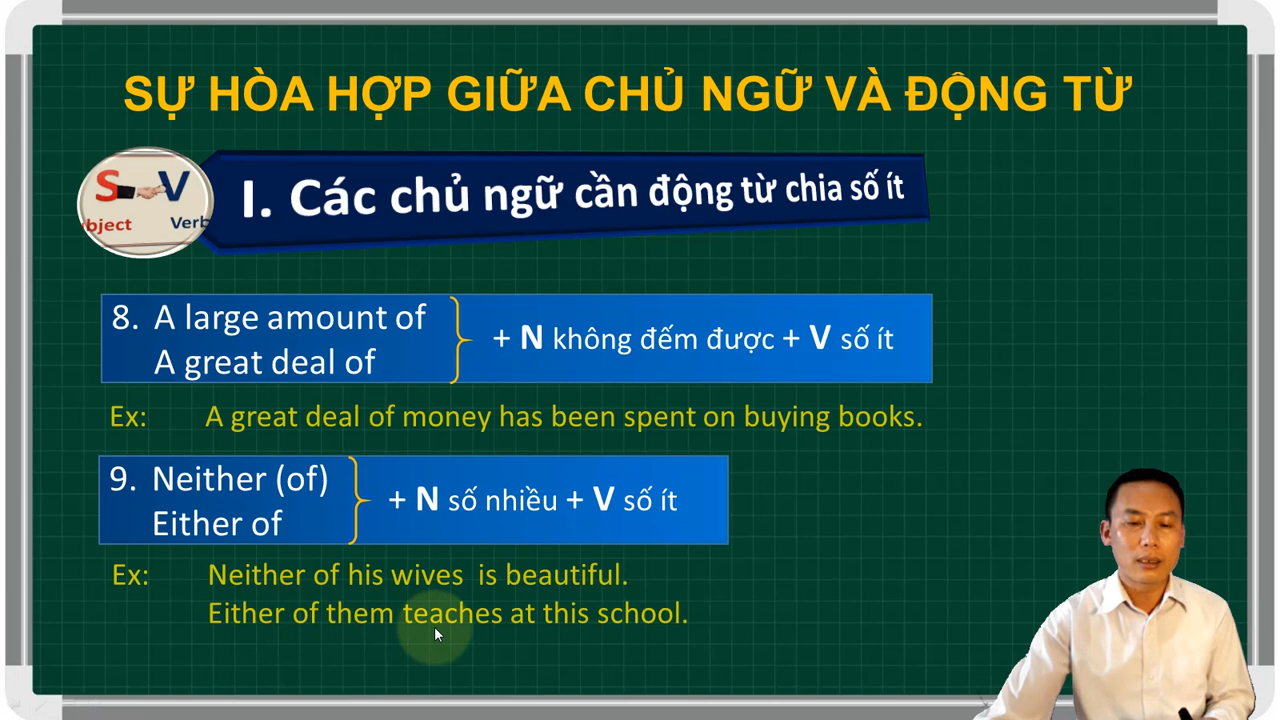 SỰ HÒA HỢP GIỮA CHỦ NGỮ VÀ ĐỘNG TỪ
S V
bject Verb
I. Các chủ ngữ cần động từ chia số ít
8. A large amount of
A great deal of
+ N không đếm được + V số ít
Ex: A great deal of money has been spent on buying books.
9. Neither (of)
Either of
+ N số nhiều + V số ít
Ex: Neither of his wives is beautiful.
Either of them teaches at this school.